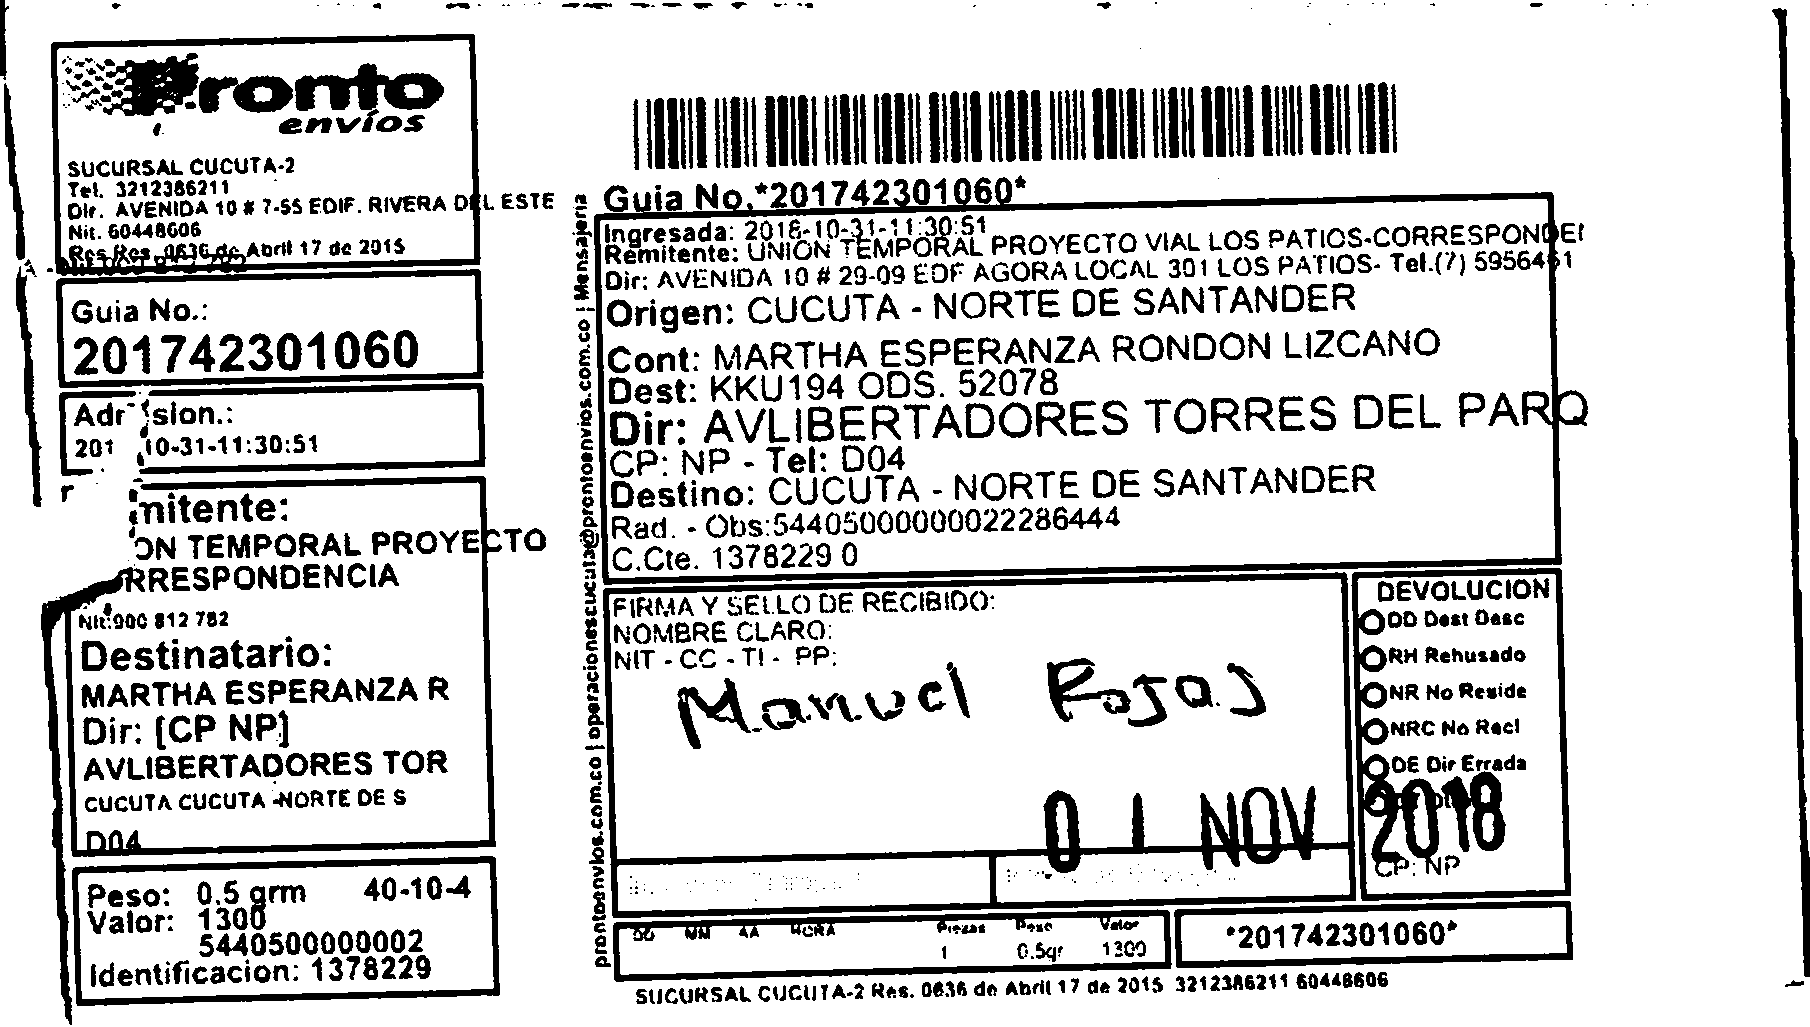 Pronto
envíos
SUCURSAL CUCUTA-2
Tel. 3212386211
Dir. AVENIDA 10 # 7-55 EDIF. RIVERA DEL ESTE
Nit. 60448606
Res Res. 0636 de Abril 17 de 2015
Guia No.:
201742301060
Adr sion.:
201 10-31-11:30:51
mitente:
ON TEMPORAL PROYECTO
RRESPONDENCIA
Nit:900 812 782
Destinatario:
MARTHA ESPERANZA R
Dir: [CP NP]
AVLIBERTADORES TOR
CUCUTA CUCUTA -NORTE DE S
D04
Peso: 0.5 grm 40-10-4
Valor: 1300
5440500000002
Identificacion: 1378229
prontoenvios.com.co | operacionescucuta@prontoenvios.com.co | Mensajeria
Guia No.*201742301060*
Ingresada: 2018-10-31-11:30:51
Remitente: UNION TEMPORAL PROYECTO VIAL LOS PATIOS-CORRESPONDE
Dir: AVENIDA 10 # 29-09 EDF AGORA LOCAL 301 LOS PATIOS- Tel.(7) 5956461
Origen: CUCUTA - NORTE DE SANTANDER
Cont: MARTHA ESPERANZA RONDON LIZCANO
Dest: KKU194 ODS. 52078
Dir: AVLIBERTADORES TORRES DEL PARQ
CP: NP - Tel: D04
Destino: CUCUTA - NORTE DE SANTANDER
Rad. - Obs:54405000000022286444
C.Cte. 1378229 0
FIRMA Y SELLO DE RECIBIDO:
NOMBRE CLARO:
NIT - CC - TI - PP:
Manuel Rojas
01 NOV 2018
DEVOLUCION
DD Dest Desc
RH Rehusado
NR No Reside
NRC No Recl
DE Dir Errada
CP: NP
DD MM AA HORA Piezas Peso Valor
1 0.5gr 1300
*201742301060*
SUCURSAL CUCUTA-2 Res. 0636 de Abril 17 de 2015 3212386211 60448606